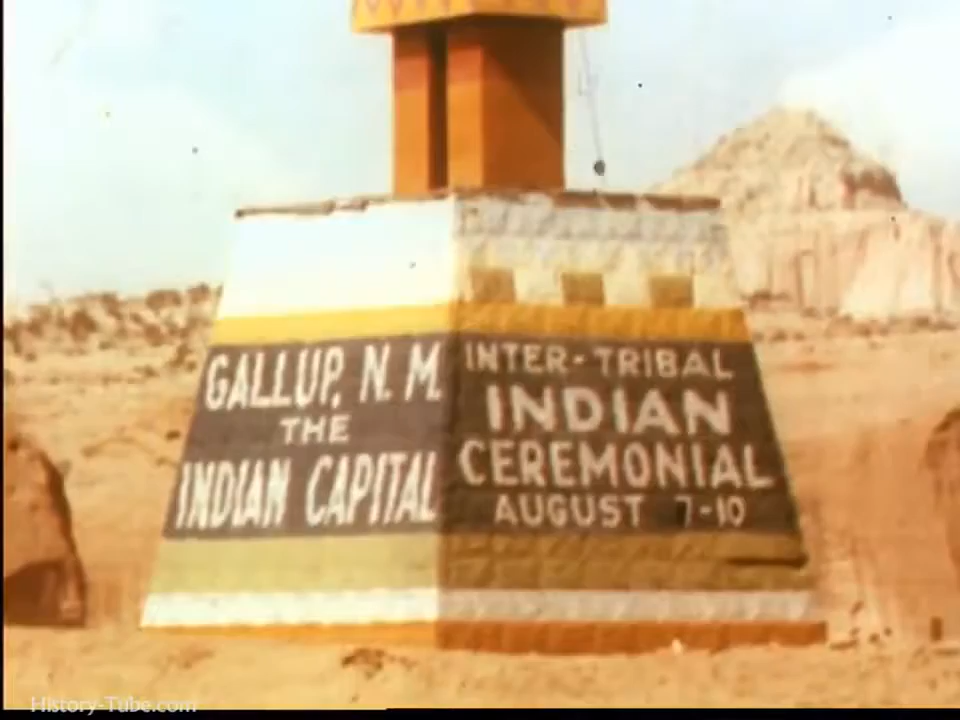 GALLUP, N. M.
THE
INDIAN CAPITAL
INTER-TRIBAL
INDIAN
CEREMONIAL
AUGUST 7-10
History-Tube.com